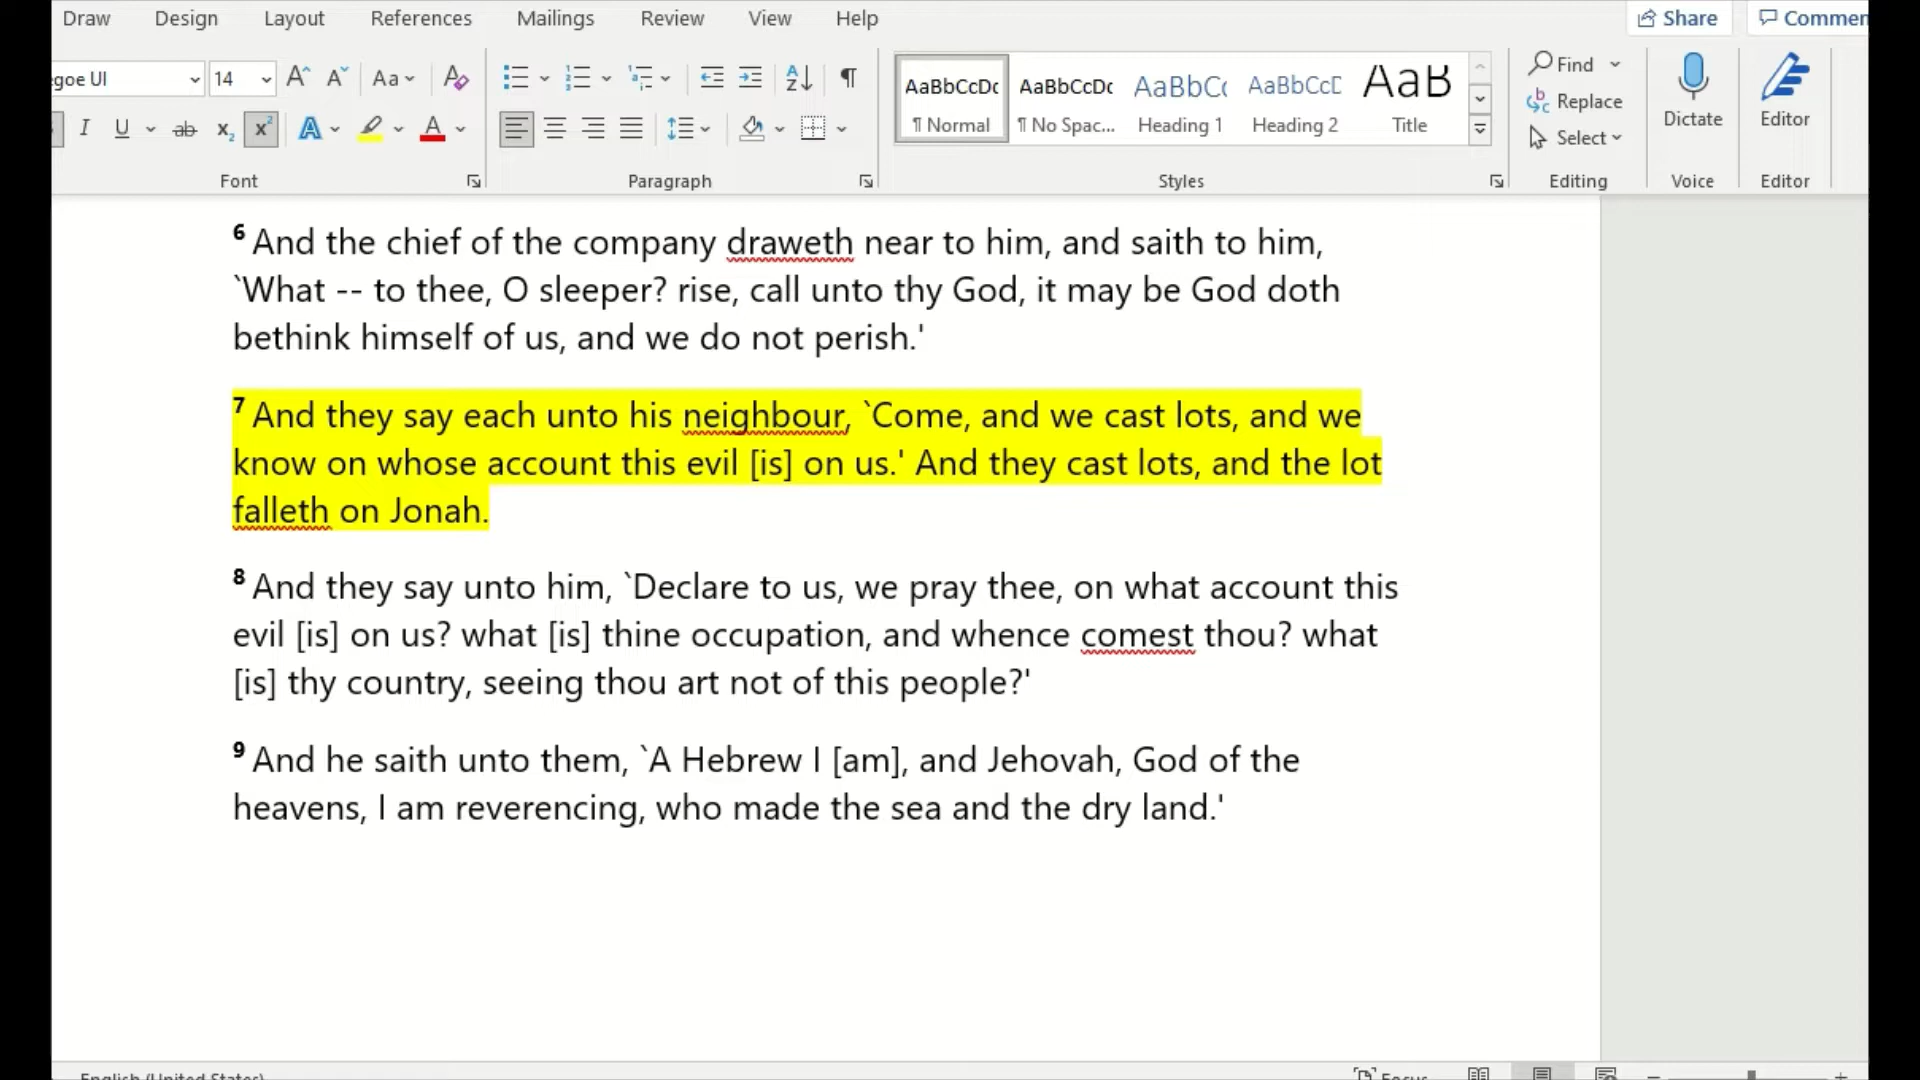 Draw Design Layout References Mailings Review View Help Share
goe UI 14 Aa AaBbCcDc AaBbCcDc AaBbCc AaBbCcD AaB Find
Replace
I U ab x₂ x² A A ¶ Normal ¶ No Spac... Heading 1 Heading 2 Title Select Dictate Editor
Font Paragraph Styles Editing Voice Editor
6 And the chief of the company draweth near to him, and saith to him,
`What -- to thee, O sleeper? rise, call unto thy God, it may be God doth
bethink himself of us, and we do not perish.'
7 And they say each unto his neighbour, `Come, and we cast lots, and we
know on whose account this evil [is] on us.' And they cast lots, and the lot
falleth on Jonah.
8 And they say unto him, `Declare to us, we pray thee, on what account this
evil [is] on us? what [is] thine occupation, and whence comest thou? what
[is] thy country, seeing thou art not of this people?'
9 And he saith unto them, `A Hebrew I [am], and Jehovah, God of the
heavens, I am reverencing, who made the sea and the dry land.'
English (United States) Focus